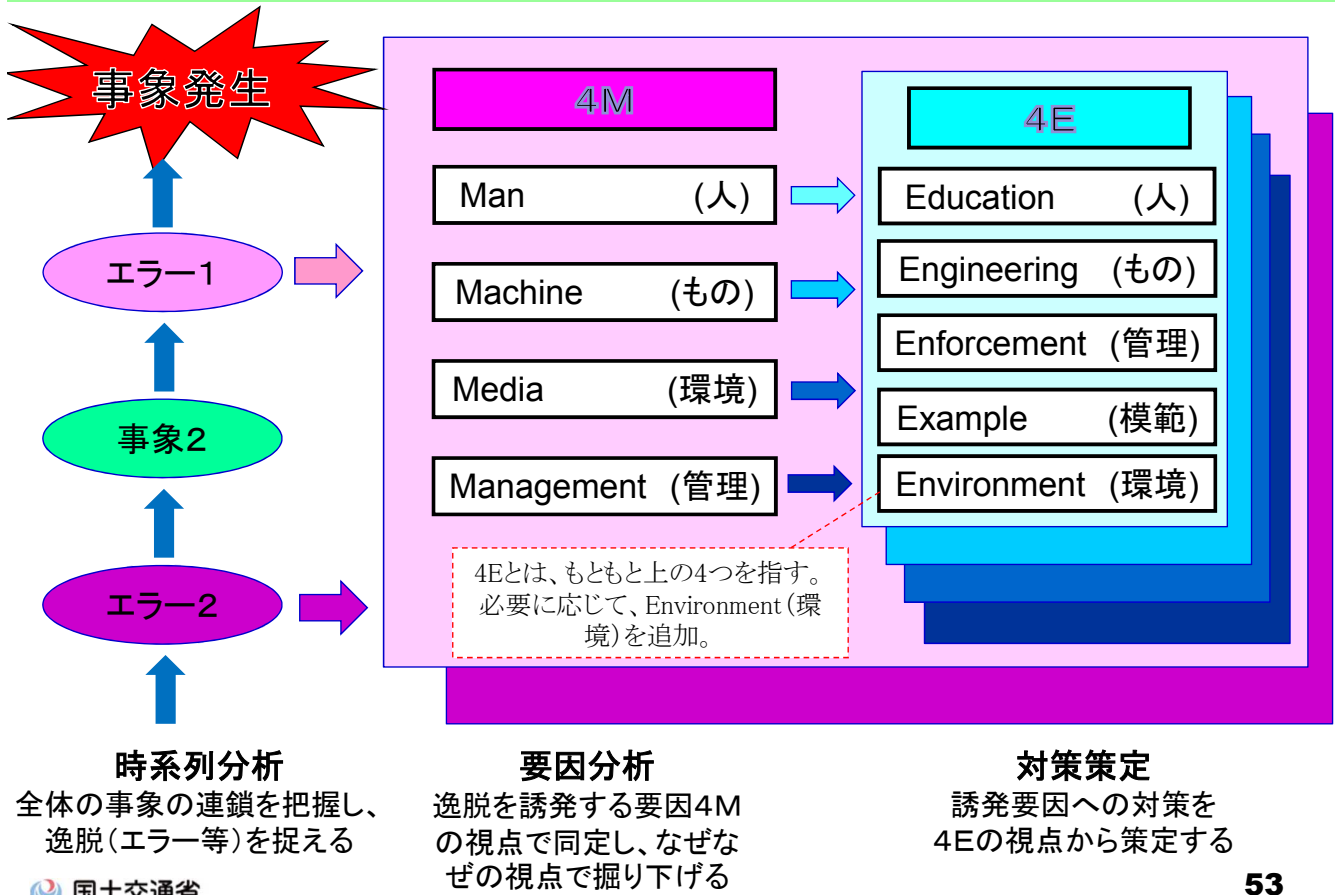 事象発生
エラー1
事象2
エラー2
4M
Man (人)
Machine (もの)
Media (環境)
Management (管理)
4E
Education (人)
Engineering (もの)
Enforcement (管理)
Example (模範)
Environment (環境)
4Eとは、もともと上の4つを指す。
必要に応じて、Environment(環
境)を追加。
時系列分析
全体の事象の連鎖を把握し、
逸脱(エラー等)を捉える
要因分析
逸脱を誘発する要因4M
の視点で同定し、なぜな
ぜの視点で掘り下げる
対策策定
誘発要因への対策を
4Eの視点から策定する
国土交通省
53